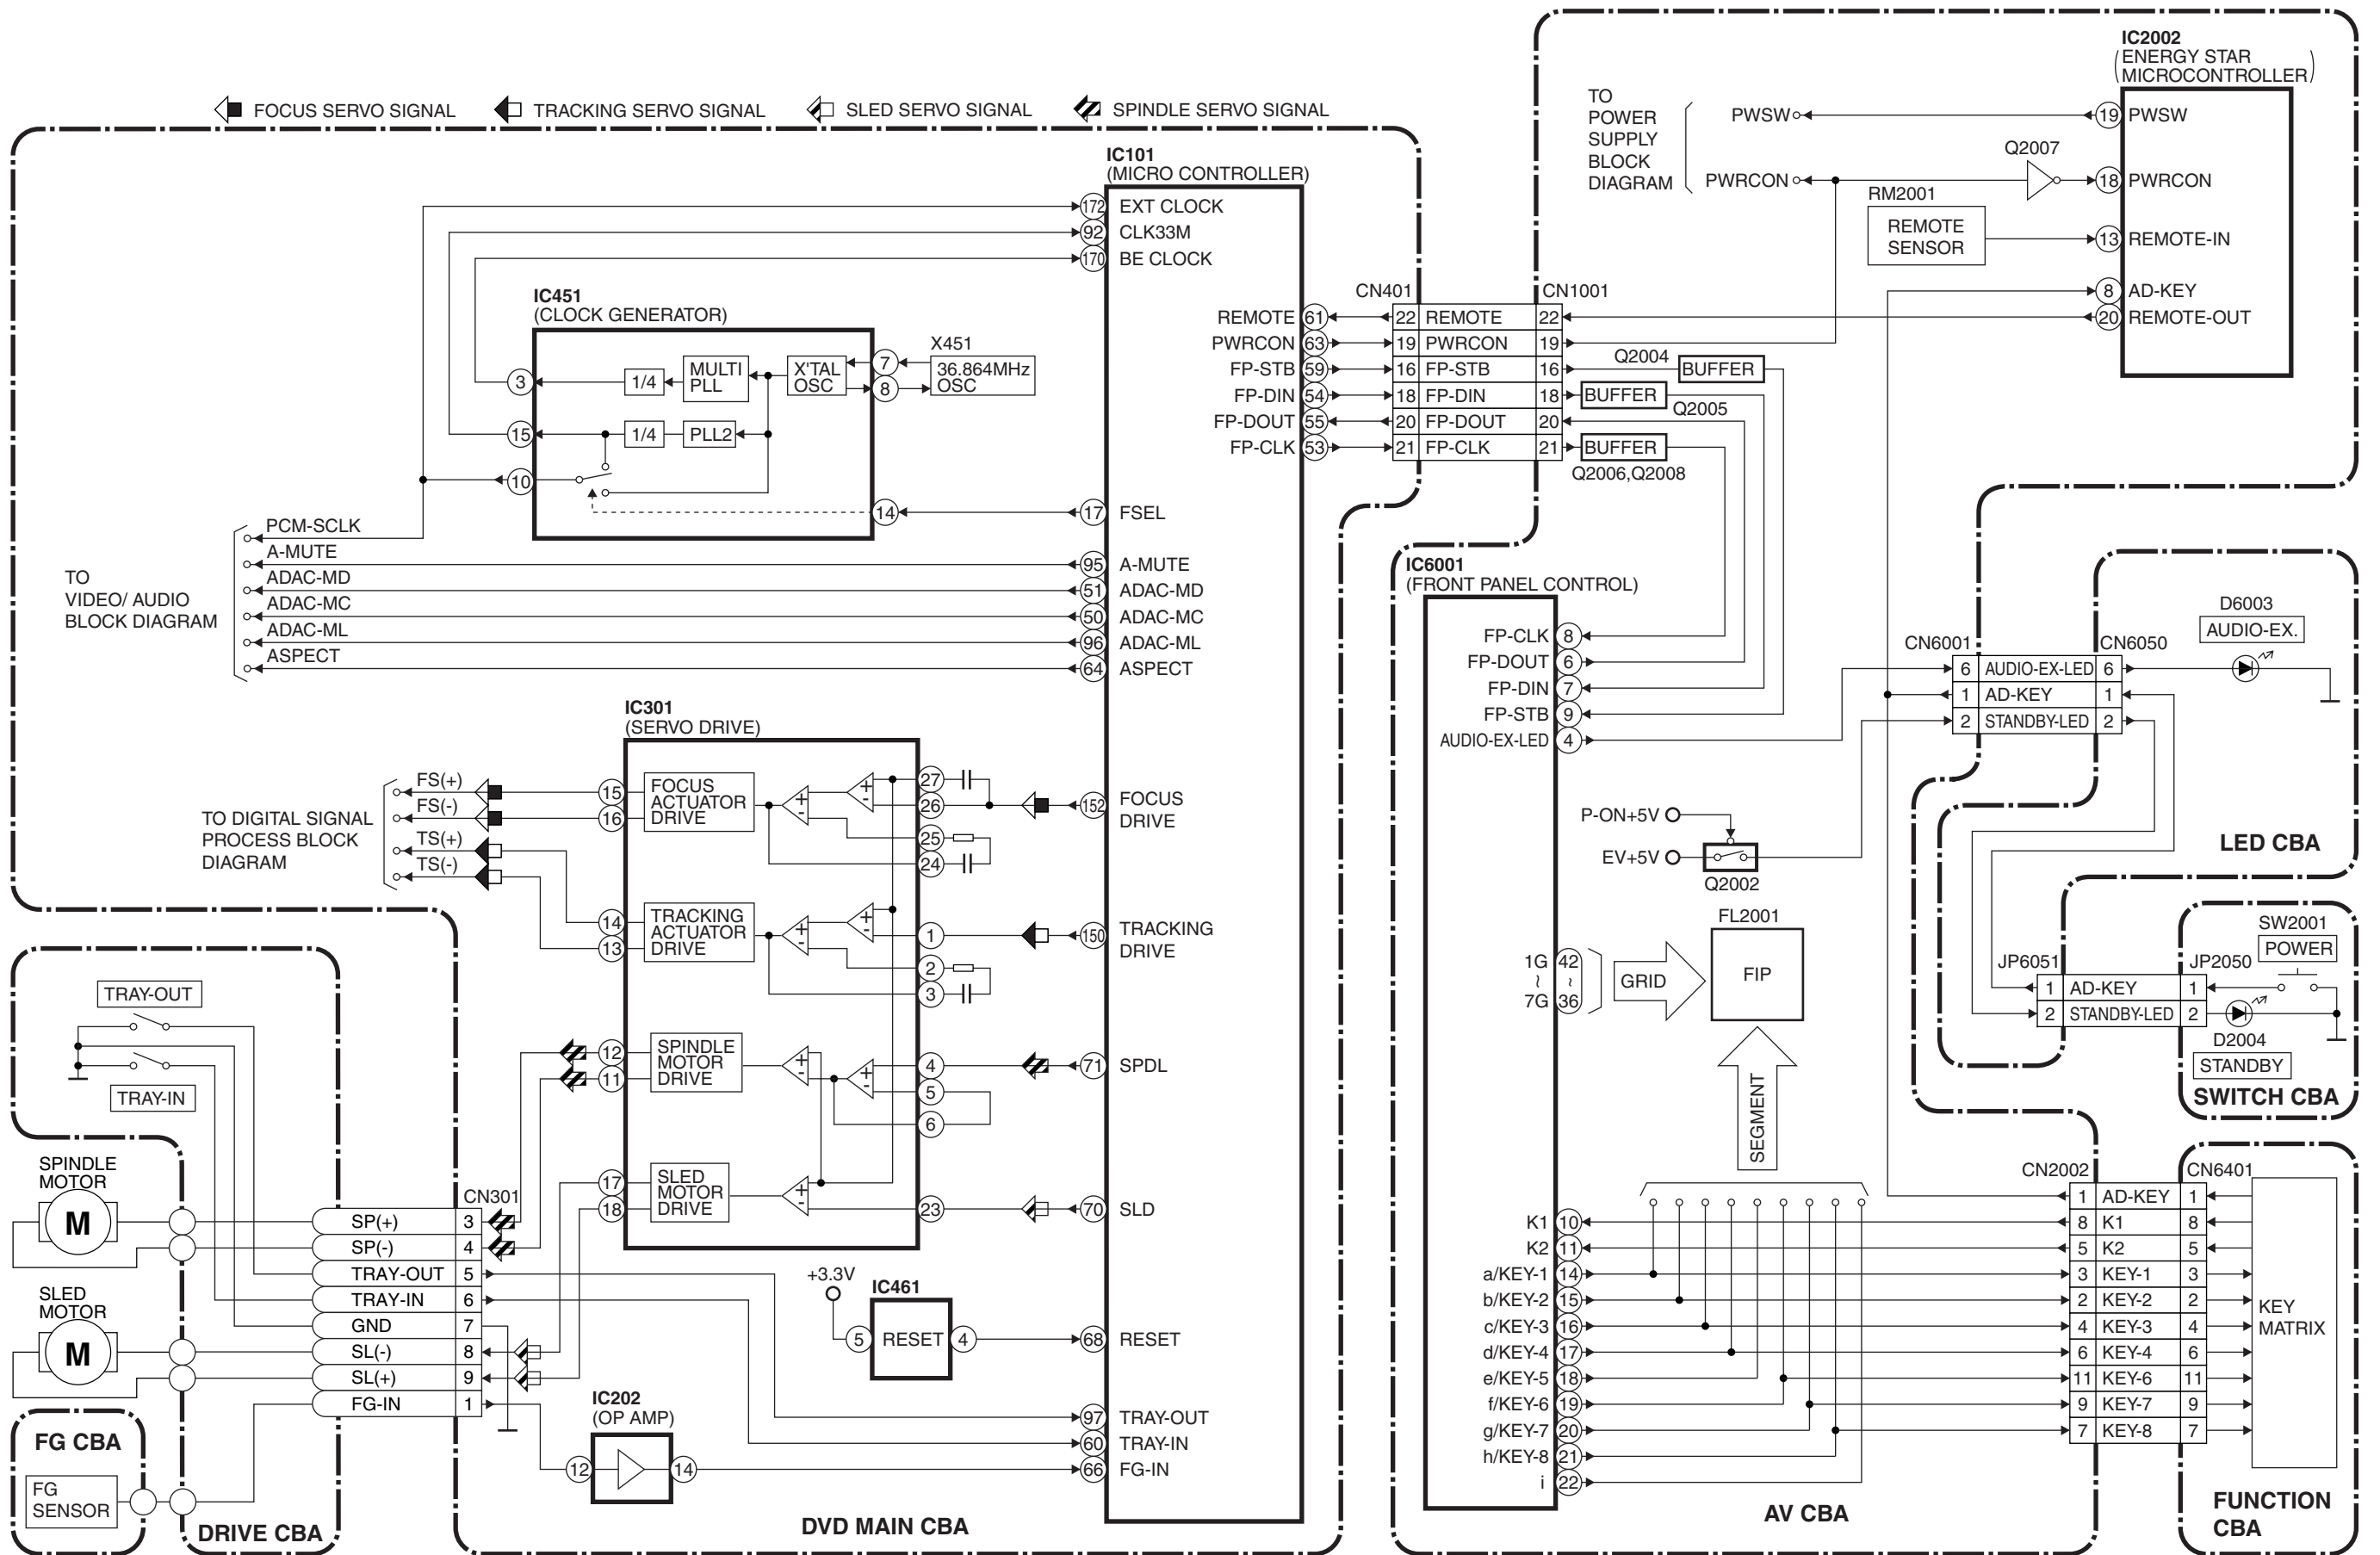 FOCUS SERVO SIGNAL
TRACKING SERVO SIGNAL
SLED SERVO SIGNAL
SPINDLE SERVO SIGNAL
IC101
(MICRO CONTROLLER)
172 EXT CLOCK
92 CLK33M
170 BE CLOCK
IC451
(CLOCK GENERATOR)
3
1/4
MULTI
PLL
X'TAL
OSC
7
8
X451
36.864MHz
OSC
15
1/4
PLL2
10
14
17 FSEL
REMOTE 61
PWRCON 63
FP-STB 59
FP-DIN 54
FP-DOUT 55
FP-CLK 53
TO
VIDEO/ AUDIO
BLOCK DIAGRAM
PCM-SCLK
A-MUTE
ADAC-MD
ADAC-MC
ADAC-ML
ASPECT
95 A-MUTE
51 ADAC-MD
50 ADAC-MC
96 ADAC-ML
64 ASPECT
IC301
(SERVO DRIVE)
TO DIGITAL SIGNAL
PROCESS BLOCK
DIAGRAM
FS(+)
FS(-)
TS(+)
TS(-)
15
16
FOCUS
ACTUATOR
DRIVE
+
-
+
-
27
26
25
24
152 FOCUS
DRIVE
14
13
TRACKING
ACTUATOR
DRIVE
+
-
+
-
1
2
3
150 TRACKING
DRIVE
12
11
SPINDLE
MOTOR
DRIVE
+
-
+
-
4
5
6
71 SPDL
17
18
SLED
MOTOR
DRIVE
+
-
23
70 SLD
TRAY-OUT
TRAY-IN
SPINDLE
MOTOR
M
SLED
MOTOR
M
FG CBA
FG
SENSOR
DRIVE CBA
CN301
SP(+) 3
SP(-) 4
TRAY-OUT 5
TRAY-IN 6
GND 7
SL(-) 8
SL(+) 9
FG-IN 1
+3.3V
IC461
5 RESET 4
68 RESET
IC202
(OP AMP)
12
14
97 TRAY-OUT
60 TRAY-IN
66 FG-IN
DVD MAIN CBA
CN401
CN1001
22 REMOTE 22
19 PWRCON 19
16 FP-STB 16
18 FP-DIN 18
20 FP-DOUT 20
21 FP-CLK 21
Q2004
BUFFER
BUFFER
Q2005
BUFFER
Q2006,Q2008
TO
POWER
SUPPLY
BLOCK
DIAGRAM
PWSW
PWRCON
Q2007
RM2001
REMOTE
SENSOR
IC2002
(ENERGY STAR
MICROCONTROLLER)
19 PWSW
18 PWRCON
13 REMOTE-IN
8 AD-KEY
20 REMOTE-OUT
IC6001
(FRONT PANEL CONTROL)
FP-CLK 8
FP-DOUT 6
FP-DIN 7
FP-STB 9
AUDIO-EX-LED 4
P-ON+5V
EV+5V
Q2002
1G 42
~ ~
7G 36
GRID
FL2001
FIP
SEGMENT
K1 10
K2 11
a/KEY-1 14
b/KEY-2 15
c/KEY-3 16
d/KEY-4 17
e/KEY-5 18
f/KEY-6 19
g/KEY-7 20
h/KEY-8 21
i 22
AV CBA
CN6001
CN6050
6 AUDIO-EX-LED 6
1 AD-KEY 1
2 STANDBY-LED 2
D6003
AUDIO-EX.
LED CBA
JP6051
JP2050
1 AD-KEY 1
2 STANDBY-LED 2
SW2001
POWER
D2004
STANDBY
SWITCH CBA
CN2002
CN6401
1 AD-KEY 1
8 K1 8
5 K2 5
3 KEY-1 3
2 KEY-2 2
4 KEY-3 4
6 KEY-4 6
11 KEY-6 11
9 KEY-7 9
7 KEY-8 7
KEY
MATRIX
FUNCTION
CBA